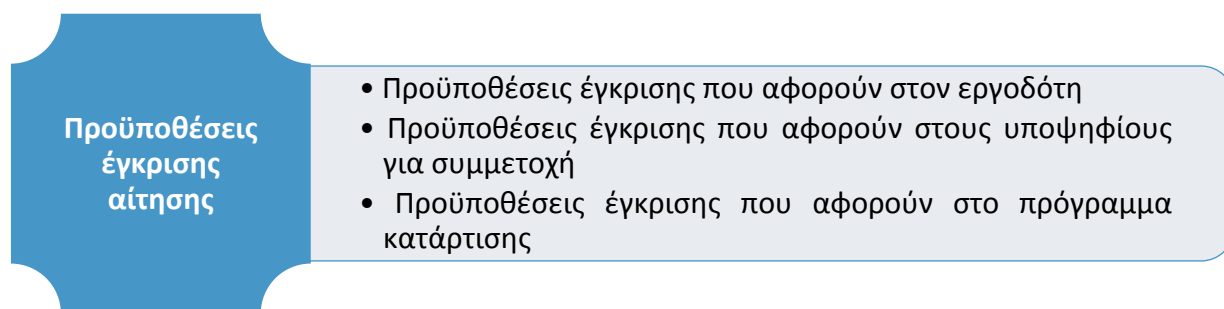 Προϋποθέσεις
έγκρισης
αίτησης
• Προϋποθέσεις έγκρισης που αφορούν στον εργοδότη
• Προϋποθέσεις έγκρισης που αφορούν στους υποψηφίους
για συμμετοχή
• Προϋποθέσεις έγκρισης που αφορούν στο πρόγραμμα
κατάρτισης